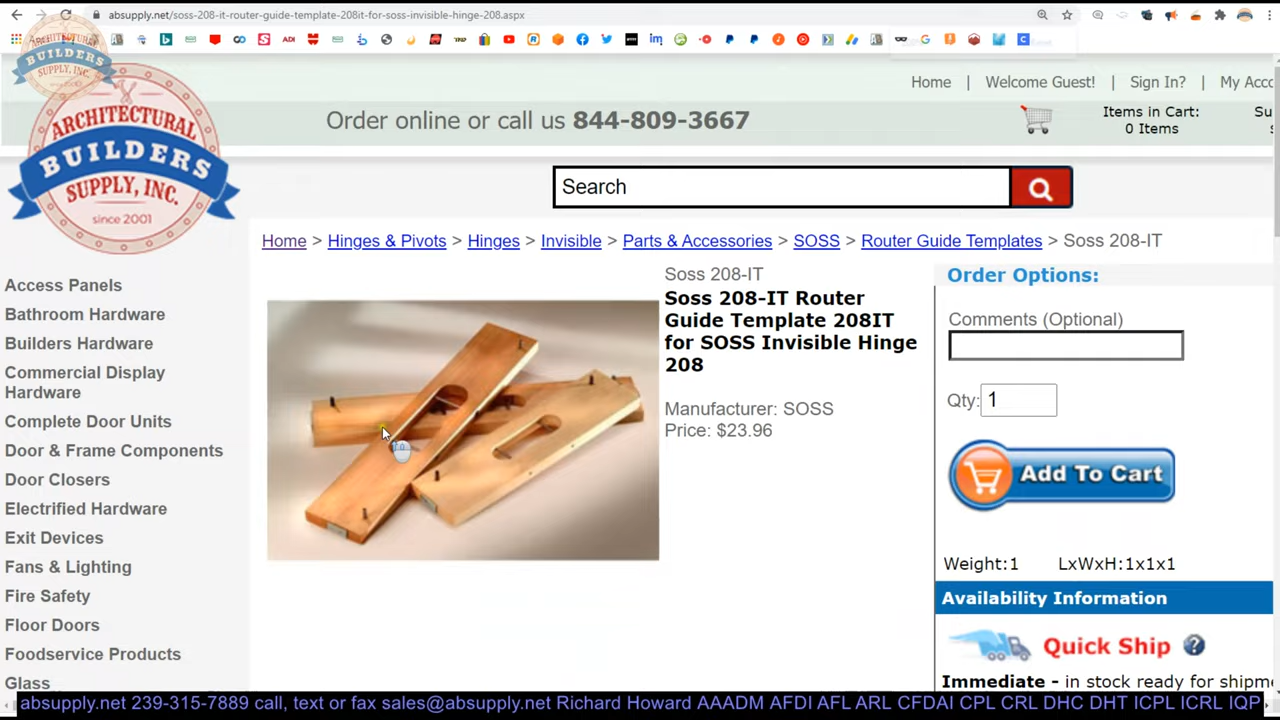 absupply.net/soss-208-it-router-guide-template-208it-for-soss-invisible-hinge-208.aspx
ARCHITECTURAL
BUILDERS
SUPPLY, INC.
since 2001
Home | Welcome Guest! | Sign In? | My Acco
Order online or call us 844-809-3667
Items in Cart:
0 Items
Su
Search
Home > Hinges & Pivots > Hinges > Invisible > Parts & Accessories > SOSS > Router Guide Templates > Soss 208-IT
Access Panels
Bathroom Hardware
Builders Hardware
Commercial Display
Hardware
Complete Door Units
Door & Frame Components
Door Closers
Electrified Hardware
Exit Devices
Fans & Lighting
Fire Safety
Floor Doors
Foodservice Products
Glass
Soss 208-IT
Soss 208-IT Router
Guide Template 208IT
for SOSS Invisible Hinge
208
Manufacturer: SOSS
Price: $23.96
Order Options:
Comments (Optional)
Qty: 1
Add To Cart
Weight:1 LxWxH:1x1x1
Availability Information
Quick Ship ?
Immediate - in stock ready for shipme
absupply.net 239-315-7889 call, text or fax sales@absupply.net Richard Howard AAADM AFDI AFL ARL CFDAI CPL CRL DHC DHT ICPL ICRL IQP